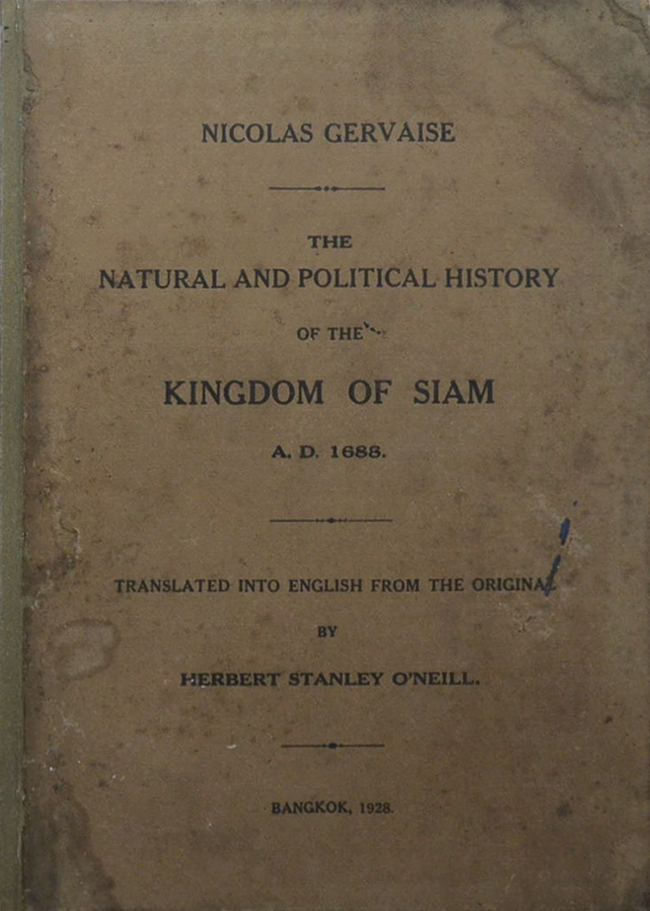 NICOLAS GERVAISE
THE
NATURAL AND POLITICAL HISTORY
OF THE
KINGDOM OF SIAM
A. D. 1688.
TRANSLATED INTO ENGLISH FROM THE ORIGINAL
BY
HERBERT STANLEY O'NEILL.
BANGKOK, 1928.